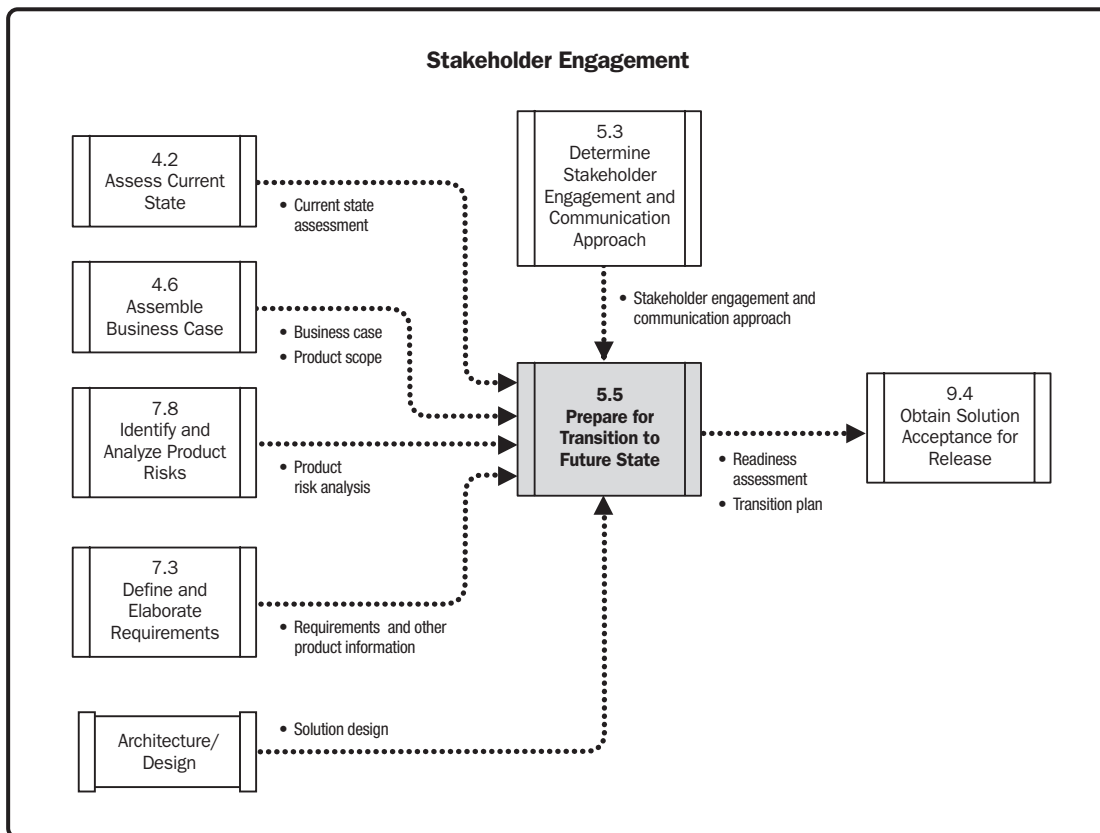 Stakeholder Engagement
4.2
Assess Current
State
• Current state
assessment
5.3
Determine
Stakeholder
Engagement and
Communication
Approach
• Stakeholder engagement and
communication approach
4.6
Assemble
Business Case
• Business case
• Product scope
7.8
Identify and
Analyze Product
Risks
• Product
risk analysis
5.5
Prepare for
Transition to
Future State
9.4
Obtain Solution
Acceptance for
Release
• Readiness
assessment
• Transition plan
7.3
Define and
Elaborate
Requirements
• Requirements and other
product information
Architecture/
Design
• Solution design